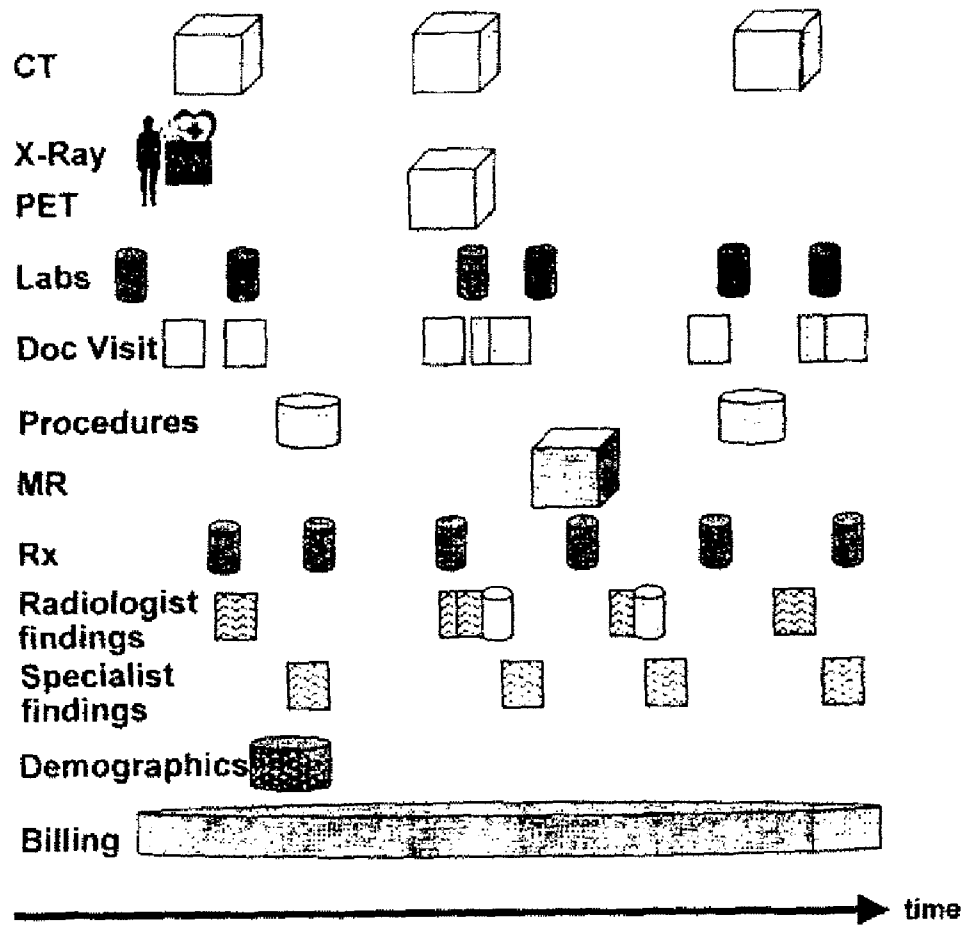 CT
X-Ray
PET
Labs
Doc Visit
Procedures
MR
Rx
Radiologist
findings
Specialist
findings
Demographics
Billing
time